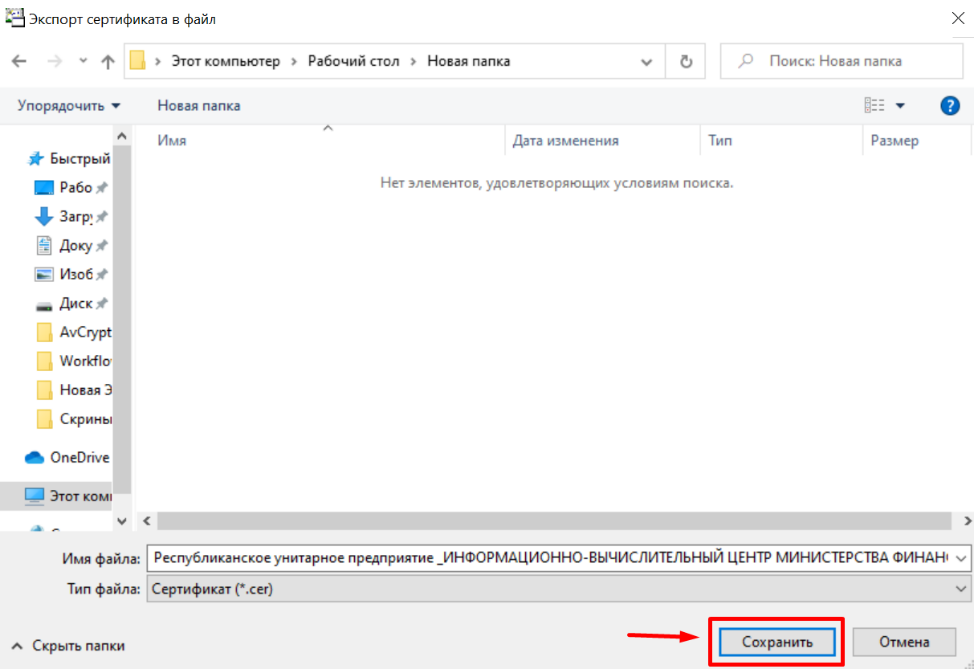 Экспорт сертификата в файл
Этот компьютер › Рабочий стол › Новая папка
Поиск: Новая папка
Упорядочить
Новая папка
?
Имя
Дата изменения
Тип
Размер
Нет элементов, удовлетворяющих условиям поиска.
Быстрый
Рабо
Загру
Доку
Изоб
Диск
AvCrypt
Workflo
Новая Э
Скрины
OneDrive
Этот ком
Имя файла:
Республиканское унитарное предприятие _ИНФОРМАЦИОННО-ВЫЧИСЛИТЕЛЬНЫЙ ЦЕНТР МИНИСТЕРСТВА ФИНАН
Тип файла:
Сертификат (*.cer)
Скрыть папки
Сохранить
Отмена